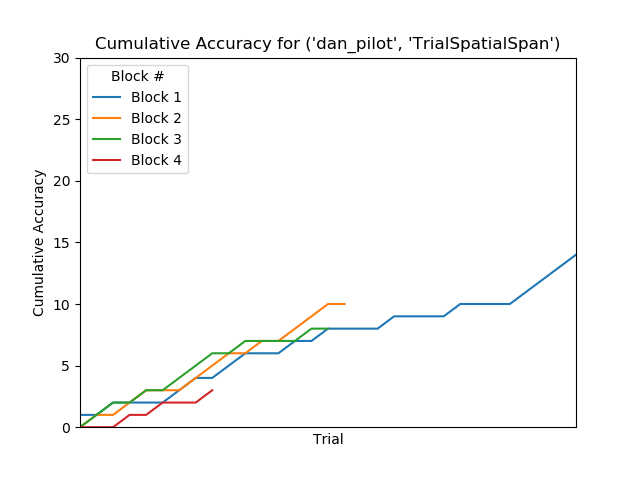 Cumulative Accuracy for ('dan_pilot', 'TrialSpatialSpan')
30
25
20
15
10
5
0
Cumulative Accuracy
Block #
Block 1
Block 2
Block 3
Block 4
Trial